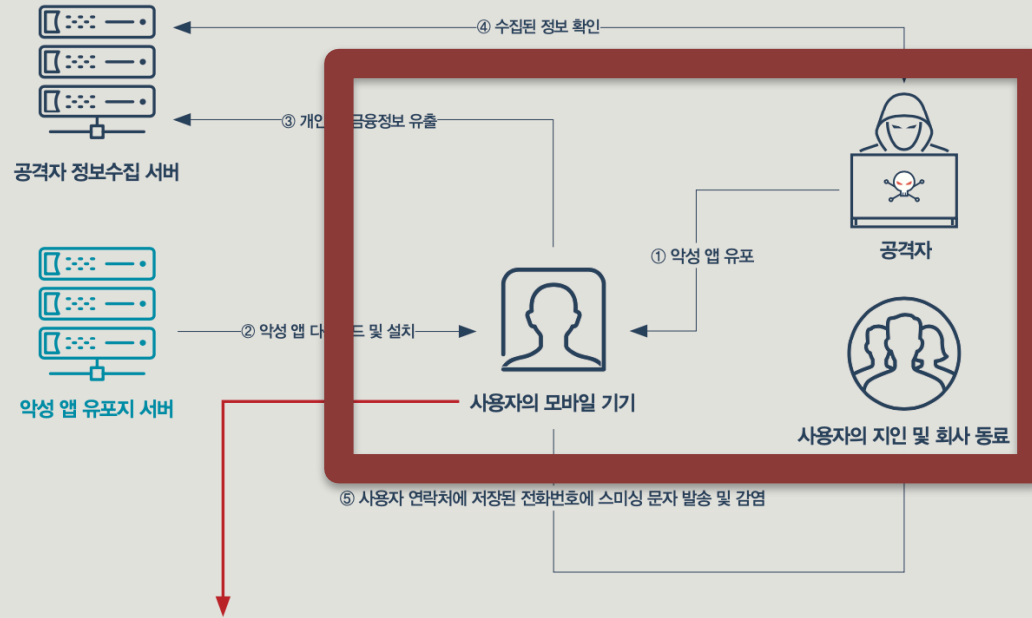 ④ 수집된 정보 확인
③ 개인 금융정보 유출
공격자 정보수집 서버
① 악성 앱 유포
공격자
② 악성 앱 다 드 및 설치
악성 앱 유포지 서버
사용자의 모바일 기기
사용자의 지인 및 회사 동료
⑤ 사용자 연락처에 저장된 전화번호에 스미싱 문자 발송 및 감염